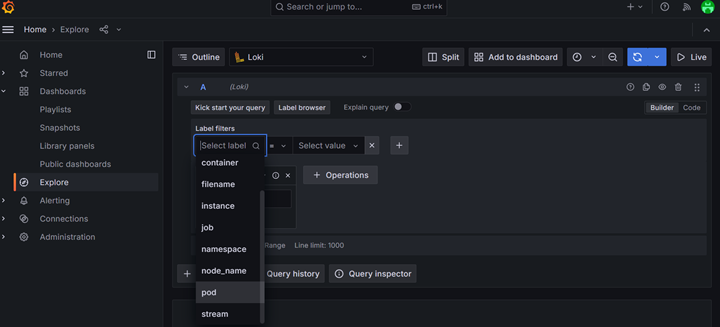 Search or jump to...
ctrl+k
Home > Explore
Home
Starred
Dashboards
Playlists
Snapshots
Library panels
Public dashboards
Explore
Alerting
Connections
Administration
Outline
Loki
Split
Add to dashboard
Live
A
(Loki)
Kick start your query
Label browser
Explain query
Builder
Code
Label filters
Select label
=
Select value
container
filename
instance
job
namespace
node_name
pod
stream
+ Operations
Range
Line limit: 1000
Query history
Query inspector